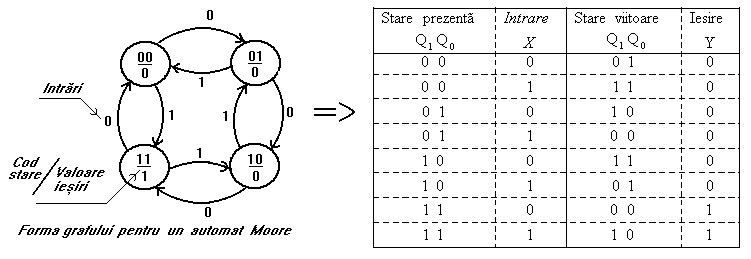 0
00
0
01
0
1
Intrări
0
1
1
0
Cod
stare / Valoare
ieșiri
11
1
1
10
0
0
Forma grafului pentru un automat Moore
=>
Stare prezentă Intrare Stare viitoare Iesire
Q1 Q0 X Q1 Q0 Y
0 0 0 0 1 0
0 0 1 1 1 0
0 1 0 1 0 0
0 1 1 0 0 0
1 0 0 1 1 0
1 0 1 0 1 0
1 1 0 0 0 1
1 1 1 1 0 1